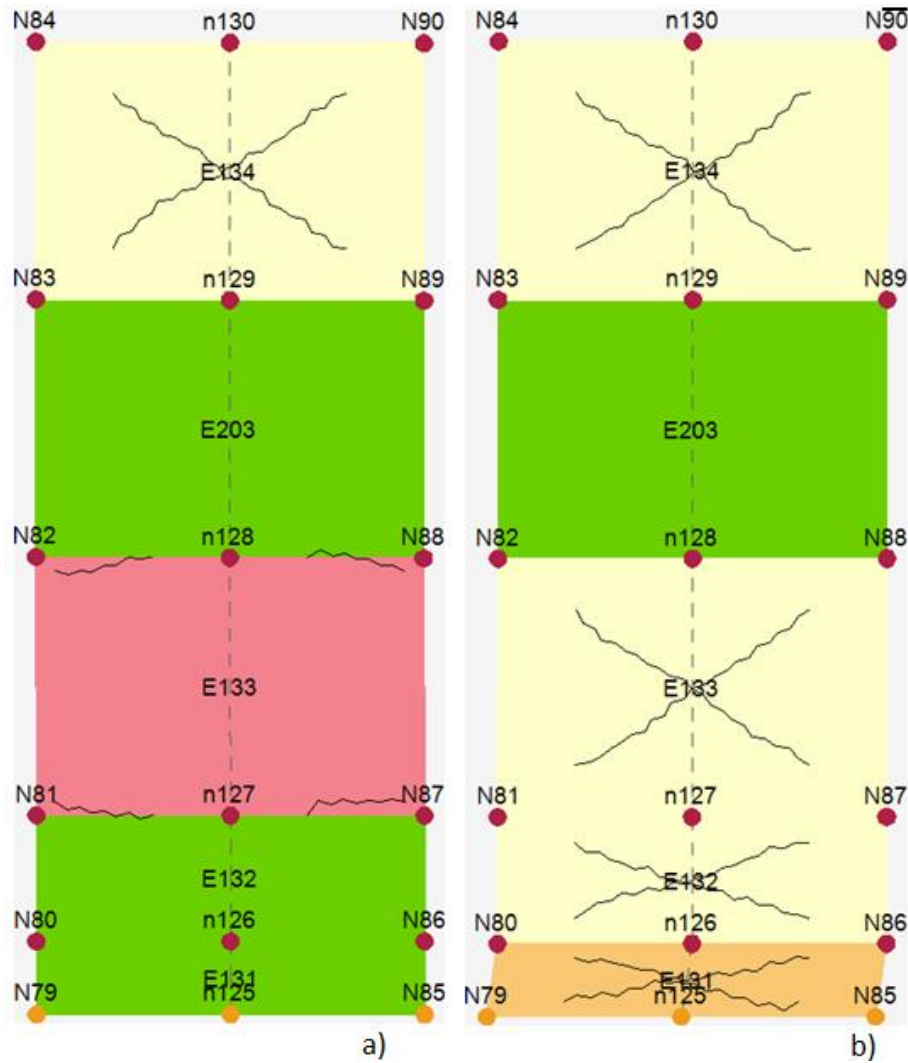 N84 n130 N90
E134
N83 n129 N89
E203
N82 n128 N88
E133
N81 n127 N87
E132
N80 n126 N86
E131
N79 n125 N85
a)
N84 n130 N90
E134
N83 n129 N89
E203
N82 n128 N88
E133
N81 n127 N87
E132
N80 n126 N86
E131
N79 n125 N85
b)